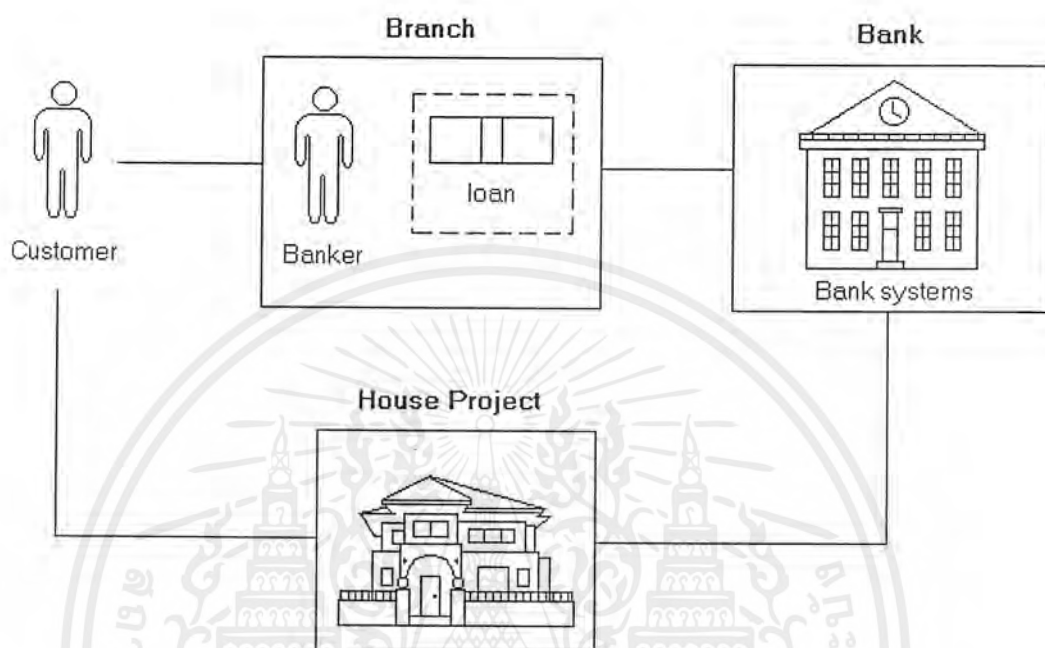 Branch
Bank
loan
Customer
Banker
Bank systems
House Project